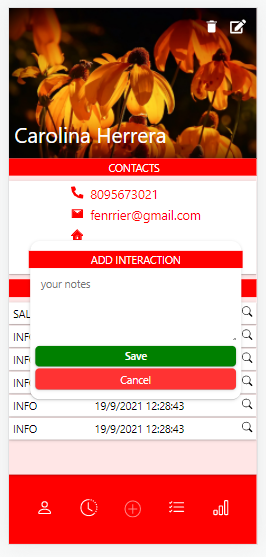 Carolina Herrera
CONTACTS
8095673021
fenrrier@gmail.com
ADD INTERACTION
your notes
SAL
INFO
INFO
INFO
Save
Cancel
INFO 19/9/2021 12:28:43
INFO 19/9/2021 12:28:43